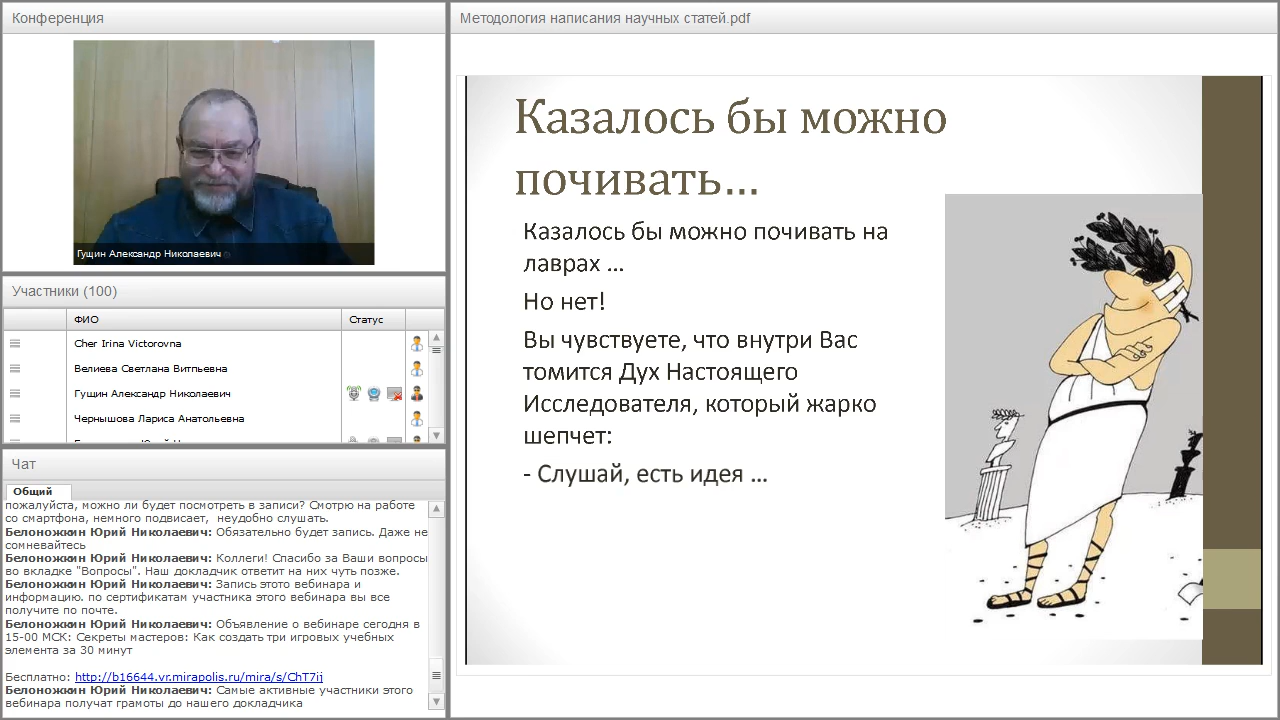 Конференция
Гущин Александр Николаевич
Участники (100)
ФИО
Статус
Cher Irina Victorovna
Велиева Светлана Витпьевна
Гущин Александр Николаевич
Чернышова Лариса Анатольевна
Чат
Общий
пожалуйста, можно ли будет посмотреть в записи? Смотрю на работе
со смартфона, немного подвисает, неудобно слушать.
Белоножкин Юрий Николаевич: Обязательно будет запись. Даже не
сомневайтесь
Белоножкин Юрий Николаевич: Коллеги! Спасибо за Ваши вопросы
во вкладке "Вопросы". Наш докладчик ответит на них чуть позже.
Белоножкин Юрий Николаевич: Запись этото вебинара и
информацию. по сертификатам участника этого вебинара вы все
получите по почте.
Белоножкин Юрий Николаевич: Объявление о вебинаре сегодня в
15-00 МСК: Секреты мастеров: Как создать три игровых учебных
элемента за 30 минут
Бесплатно: http://b16644.vr.mirapolis.ru/mira/s/ChT7ij
Белоножкин Юрий Николаевич: Самые активные участники этого
вебинара получат грамоты до нашего докладчика
Методология написания научных статей.pdf
Казалось бы можно
почивать...
Казалось бы можно почивать на
лаврах ...
Но нет!
Вы чувствуете, что внутри Вас
томится Дух Настоящего
Исследователя, который жарко
шепчет:
- Слушай, есть идея ...